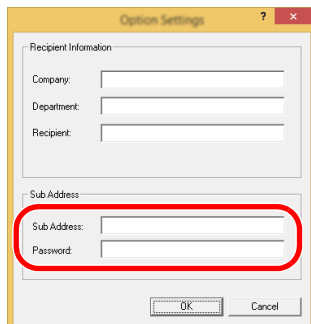 Option Settings ? ×
Recipient Information
Company:
Department:
Recipient:
Sub Address
Sub Address:
Password:
OK Cancel